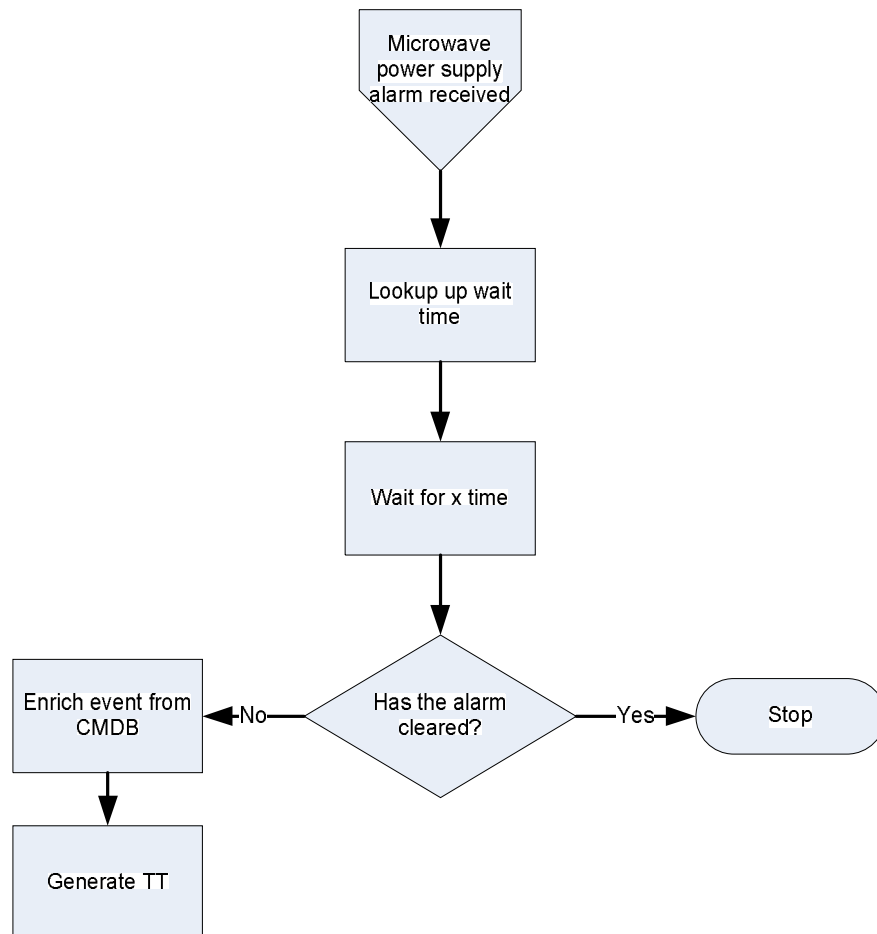 Microwave
power supply
alarm received
Lookup up wait
time
Wait for x time
Has the alarm
cleared?
No
Yes
Enrich event from
CMDB
Stop
Generate TT